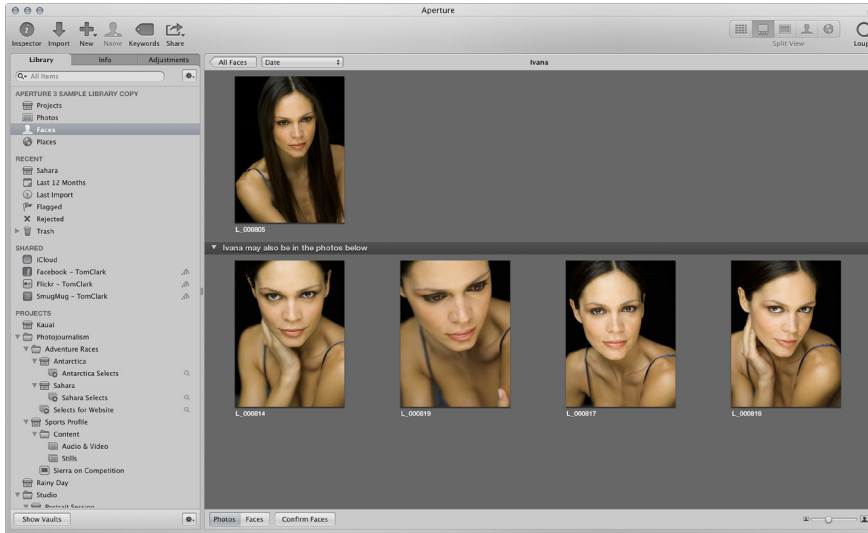 Aperture
Inspector Import New Name Keywords Share
Split View
Library Info Adjustments
All Faces Date Ivana
All Items
APERTURE 3 SAMPLE LIBRARY COPY
Projects
Photos
Faces
Places
RECENT
Sahara
Last 12 Months
Last Import
Flagged
Rejected
Trash
SHARED
iCloud
Facebook – TomClark
Flickr – TomClark
SmugMug – TomClark
PROJECTS
Kauai
Photojournalism
Adventure Races
Antarctica
Antarctica Selects
Sahara
Sahara Selects
Selects for Website
Sports Profile
Content
Audio & Video
Stills
Sierra on Competition
Rainy Day
Studio
Show Vaults
L_000805
Ivana may also be in the photos below
L_000814 L_000819 L_000817 L_000816
Photos Faces Confirm Faces